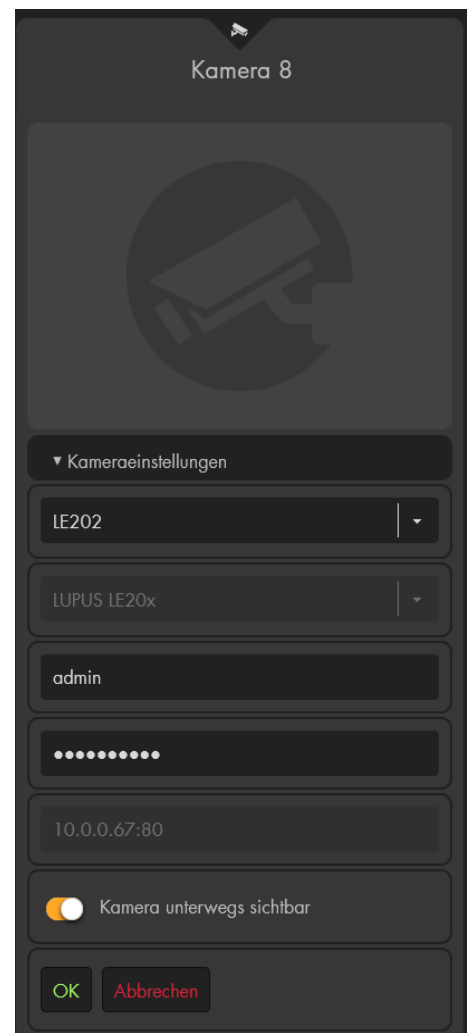 Kamera 8
▾ Kameraeinstellungen
LE202
LUPUS LE20x
admin
●●●●●●●●●●
10.0.0.67:80
Kamera unterwegs sichtbar
OK Abbrechen